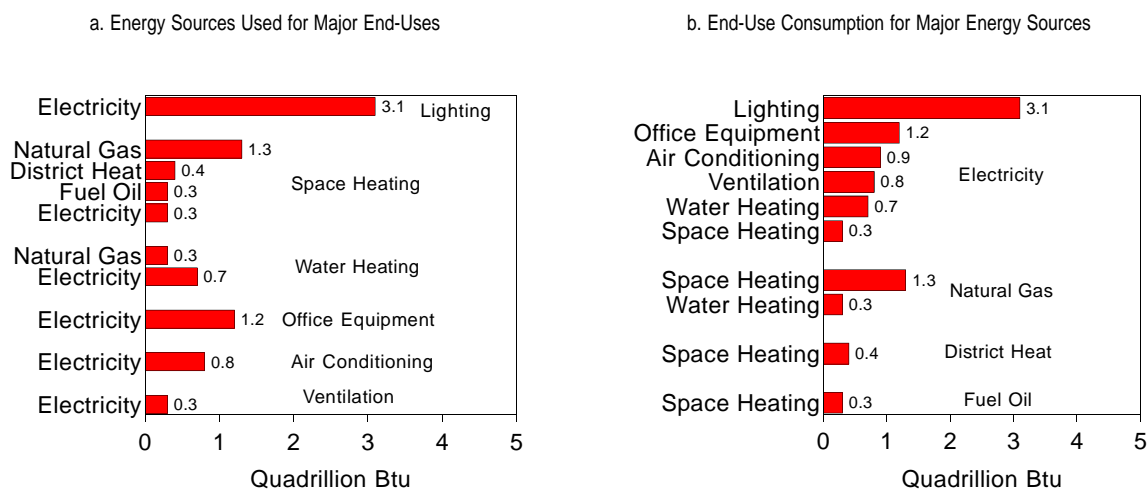 a. Energy Sources Used for Major End-Uses
Electricity 3.1 Lighting
Natural Gas 1.3
District Heat 0.4
Space Heating
Fuel Oil 0.3
Electricity 0.3
Natural Gas 0.3
Water Heating
Electricity 0.7
Electricity 1.2 Office Equipment
Electricity 0.8 Air Conditioning
Ventilation
Electricity 0.3
0 1 2 3 4 5
Quadrillion Btu
b. End-Use Consumption for Major Energy Sources
Lighting 3.1
Office Equipment 1.2
Air Conditioning 0.9
Electricity
Ventilation 0.8
Water Heating 0.7
Space Heating 0.3
Space Heating 1.3
Natural Gas
Water Heating 0.3
Space Heating 0.4 District Heat
Space Heating 0.3 Fuel Oil
0 1 2 3 4 5
Quadrillion Btu